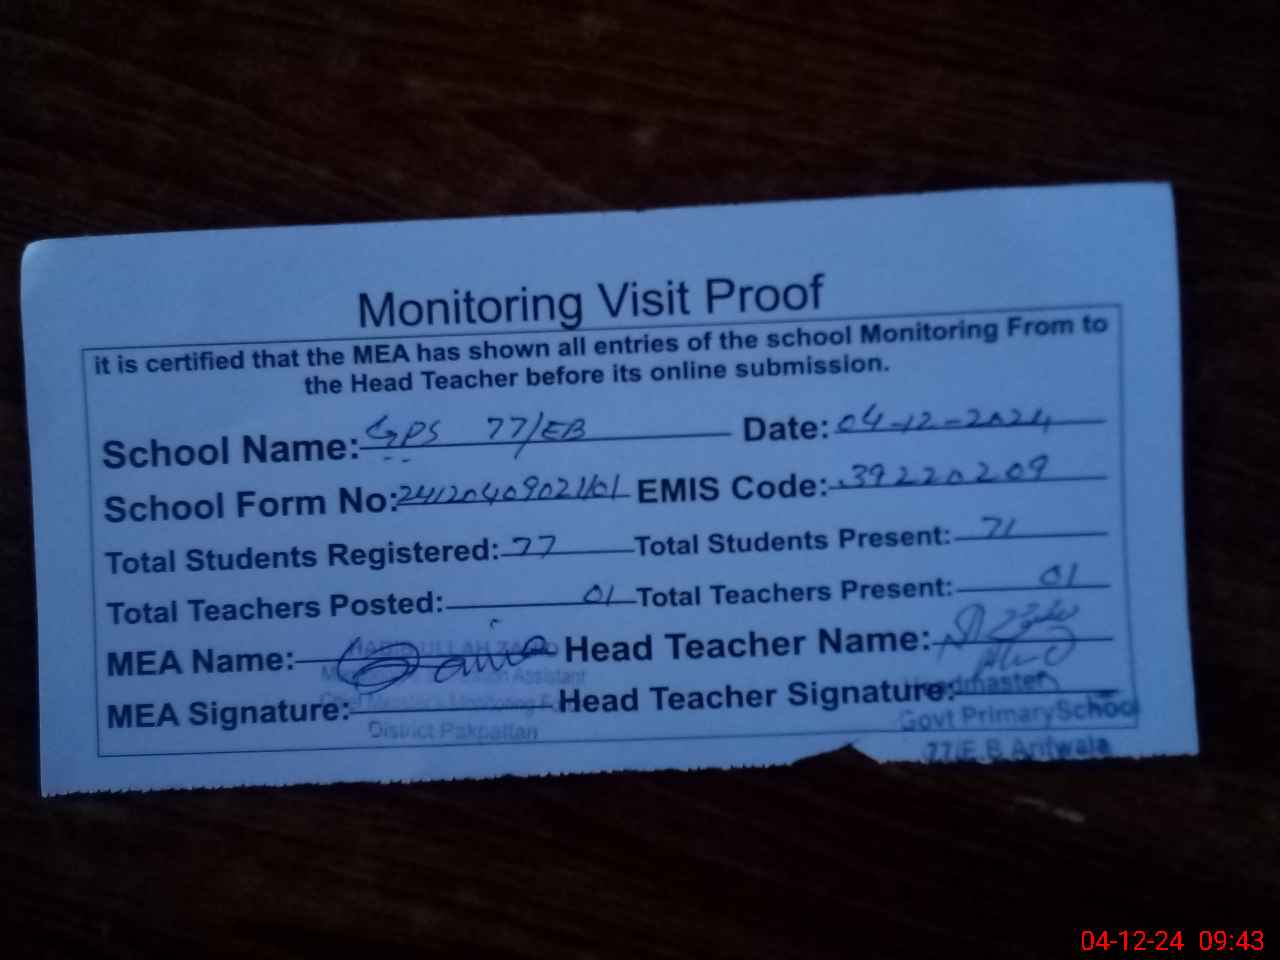 Monitoring Visit Proof
it is certified that the MEA has shown all entries of the school Monitoring From to
the Head Teacher before its online submission.
School Name: GPS 77/EB Date: 04-12-2024
School Form No: EMIS Code: 39220209
Total Students Registered: 77 Total Students Present: 71
Total Teachers Posted: 01 Total Teachers Present: 01
MEA Name: Head Teacher Name:
Assistant
MEA Signature: Head Teacher Signature: Headmaster
District Pakpattan Govt Primary School
77/E.B Arifwala
04-12-24 09:43